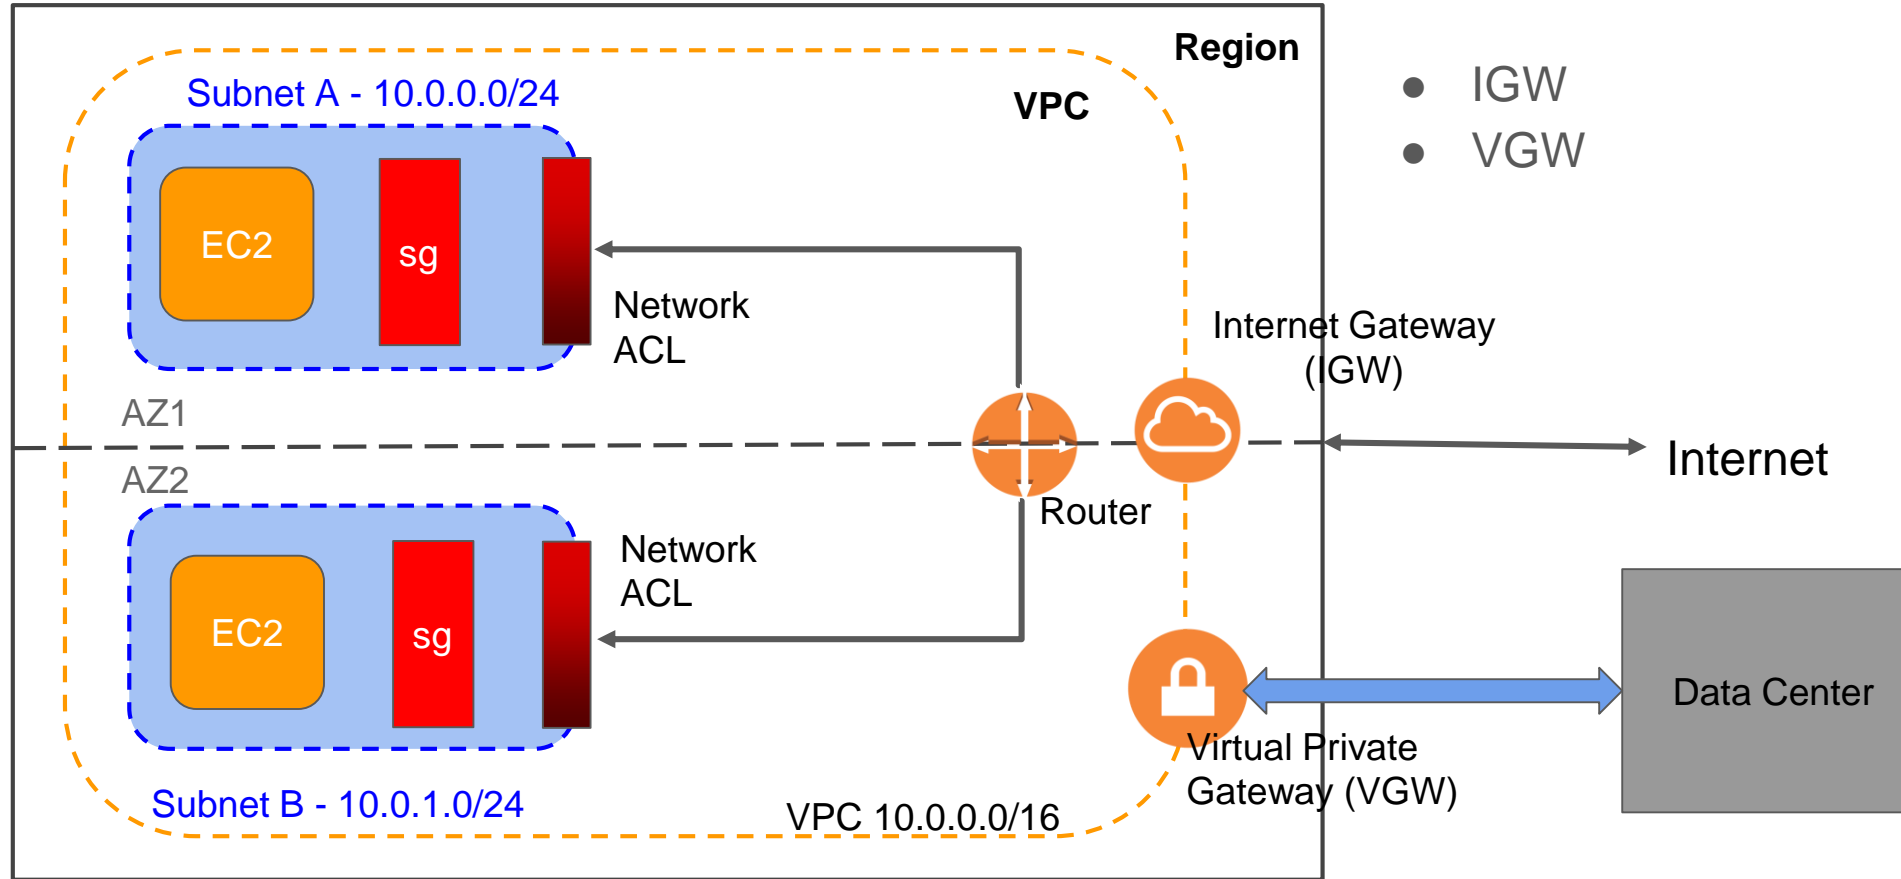 Region
Subnet A - 10.0.0.0/24
VPC
IGW
VGW
EC2
sg
Network
ACL
Internet Gateway
(IGW)
AZ1
AZ2
Router
Internet
Network
ACL
EC2
sg
Data Center
Virtual Private
Gateway (VGW)
Subnet B - 10.0.1.0/24
VPC 10.0.0.0/16